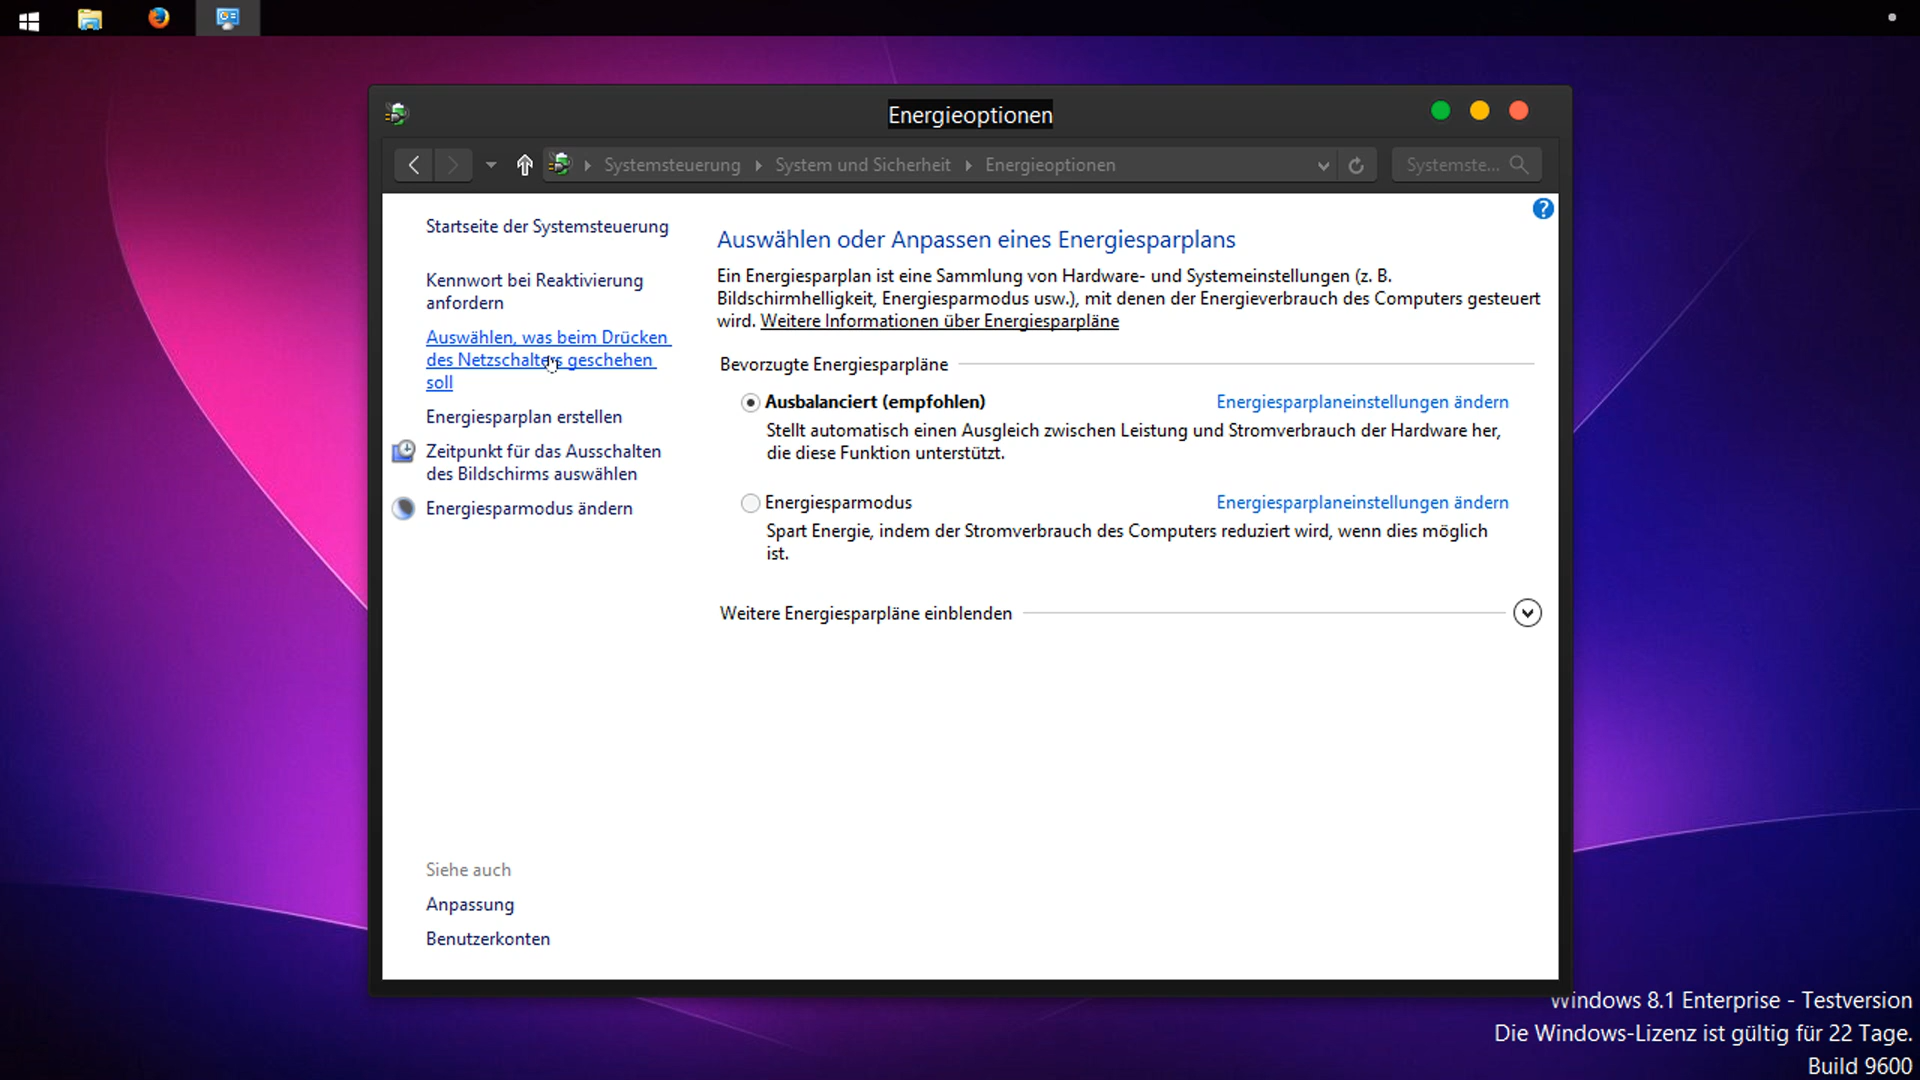 Energieoptionen
Systemsteuerung
System und Sicherheit
Energieoptionen
Systemste...
Startseite der Systemsteuerung
Kennwort bei Reaktivierung
anfordern
Auswählen, was beim Drücken
des Netzschalters geschehen
soll
Energiesparplan erstellen
Zeitpunkt für das Ausschalten
des Bildschirms auswählen
Energiesparmodus ändern
Siehe auch
Anpassung
Benutzerkonten
?
Auswählen oder Anpassen eines Energiesparplans
Ein Energiesparplan ist eine Sammlung von Hardware- und Systemeinstellungen (z. B.
Bildschirmhelligkeit, Energiesparmodus usw.), mit denen der Energieverbrauch des Computers gesteuert
wird. Weitere Informationen über Energiesparpläne
Bevorzugte Energiesparpläne
Ausbalanciert (empfohlen)
Energiesparplaneinstellungen ändern
Stellt automatisch einen Ausgleich zwischen Leistung und Stromverbrauch der Hardware her,
die diese Funktion unterstützt.
Energiesparmodus
Energiesparplaneinstellungen ändern
Spart Energie, indem der Stromverbrauch des Computers reduziert wird, wenn dies möglich
ist.
Weitere Energiesparpläne einblenden
Windows 8.1 Enterprise - Testversion
Die Windows-Lizenz ist gültig für 22 Tage.
Build 9600